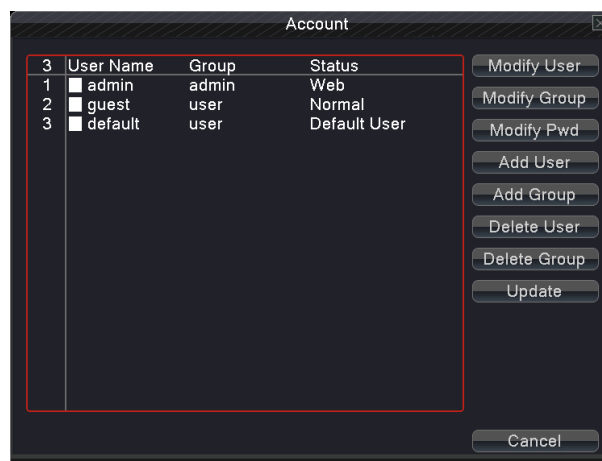 Account
3 User Name Group Status
1 admin admin Web
2 guest user Normal
3 default user Default User
Modify User
Modify Group
Modify Pwd
Add User
Add Group
Delete User
Delete Group
Update
Cancel